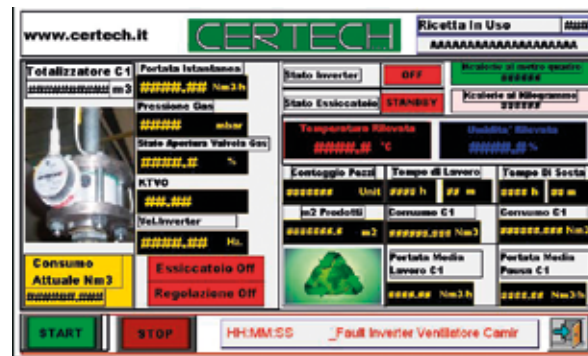 www.certech.it
CERTECH
Ricetta In Uso ####
AAAAAAAAAAAAAAAAAAAA
Totalizzatore C1
########## m3
Portata Istantanea
####.## Nm3/h
Pressione Gas
##### mbar
Stato Apertura Valvola Gas
####.# %
KTVO
##.##
Vel.Inverter
####.## Hz.
Consumo
Attuale Nm3
######.###
Essiccatoio Off
Regolazione Off
Stato Inverter OFF
Stato Essiccatoio STANDBY
Kcalorie al metro quadro
######
Kcalorie al Kilogrammo
######
Temperatura Rilevata
####.# °C
Umidita' Rilevata
####.# %
Conteggio Pezzi
####### Unit
Tempo di Lavoro
#### h ## m
Tempo Di Sosta
#### h ## m
m2 Prodotti
######.# m2
Consumo C1
######.### Nm3
Consumo C1
######.### Nm3
Portata Media
Lavoro C1
####.## Nm3/h
Portata Media
Pausa C1
####.## Nm3/h
START
STOP
HH:MM:SS _Fault Inverter Ventilatore Camir